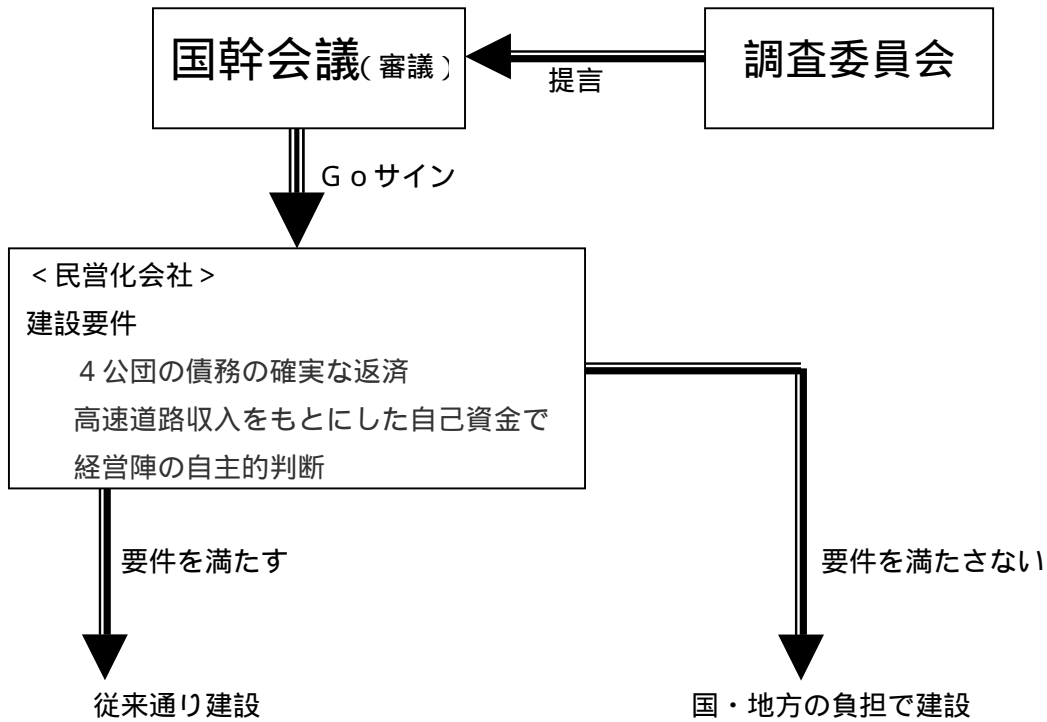 国幹会議(審議)
調査委員会
提言
Ｇｏサイン
<民営化会社>
建設要件
４公団の債務の確実な返済
高速道路収入をもとにした自己資金で
経営陣の自主的判断
要件を満たす
要件を満たさない
従来通り建設
国・地方の負担で建設